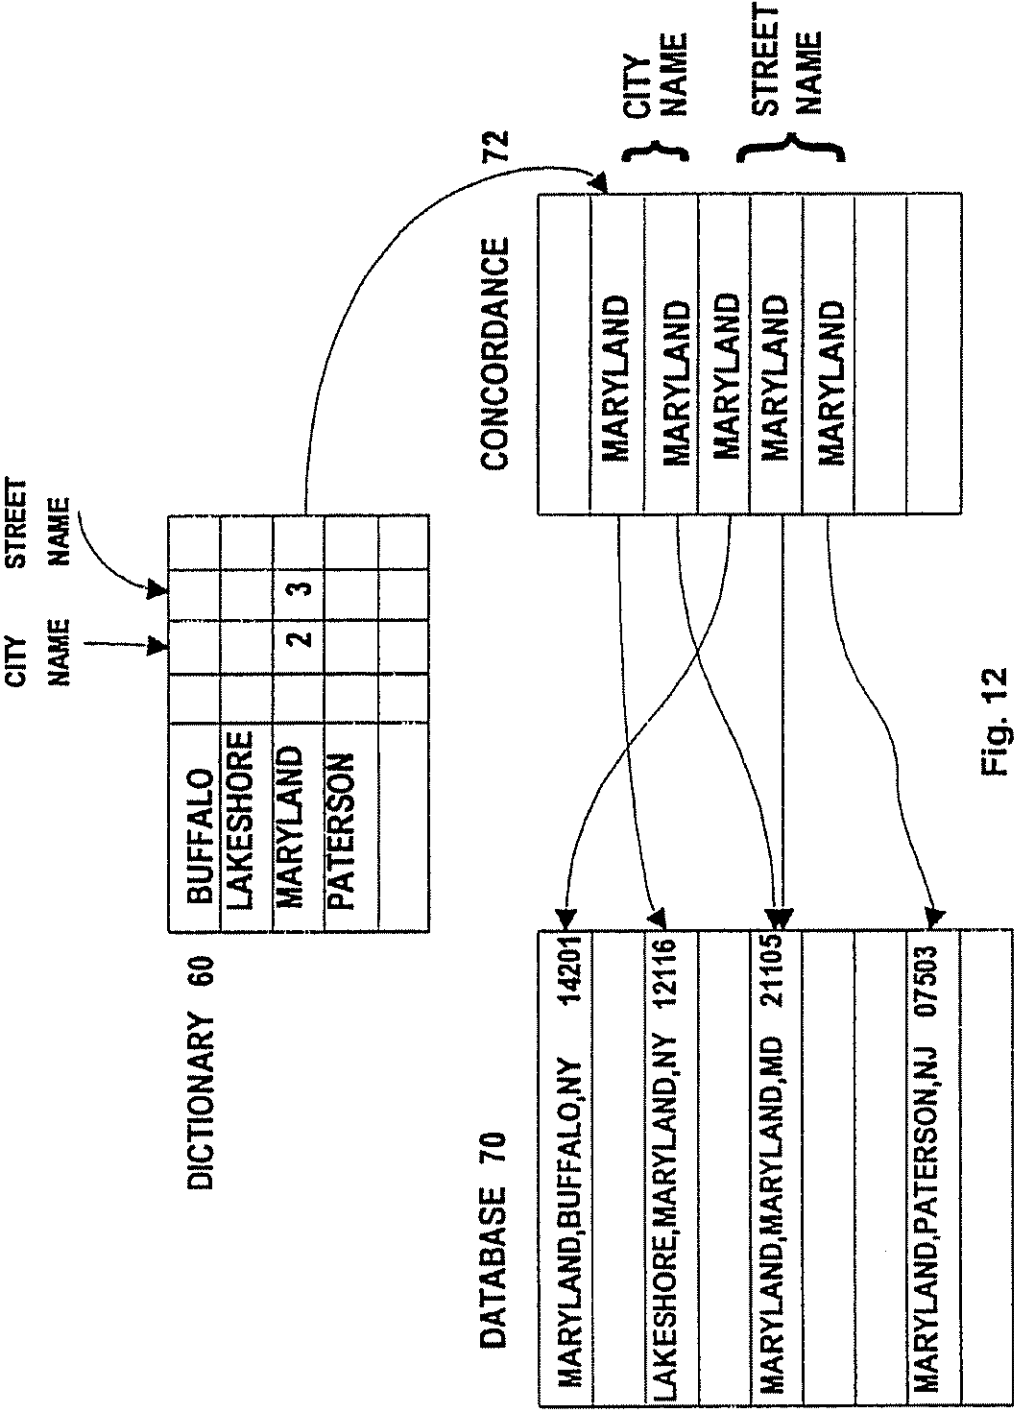 CITY NAME
STREET NAME
DICTIONARY 60
BUFFALO
LAKESHORE
MARYLAND 2 3
PATERSON
DATABASE 70
MARYLAND,BUFFALO,NY 14201
LAKESHORE,MARYLAND,NY 12116
MARYLAND,MARYLAND,MD 21105
MARYLAND,PATERSON,NJ 07503
CONCORDANCE 72
MARYLAND
MARYLAND
MARYLAND
MARYLAND
MARYLAND
CITY NAME
STREET NAME
Fig. 12